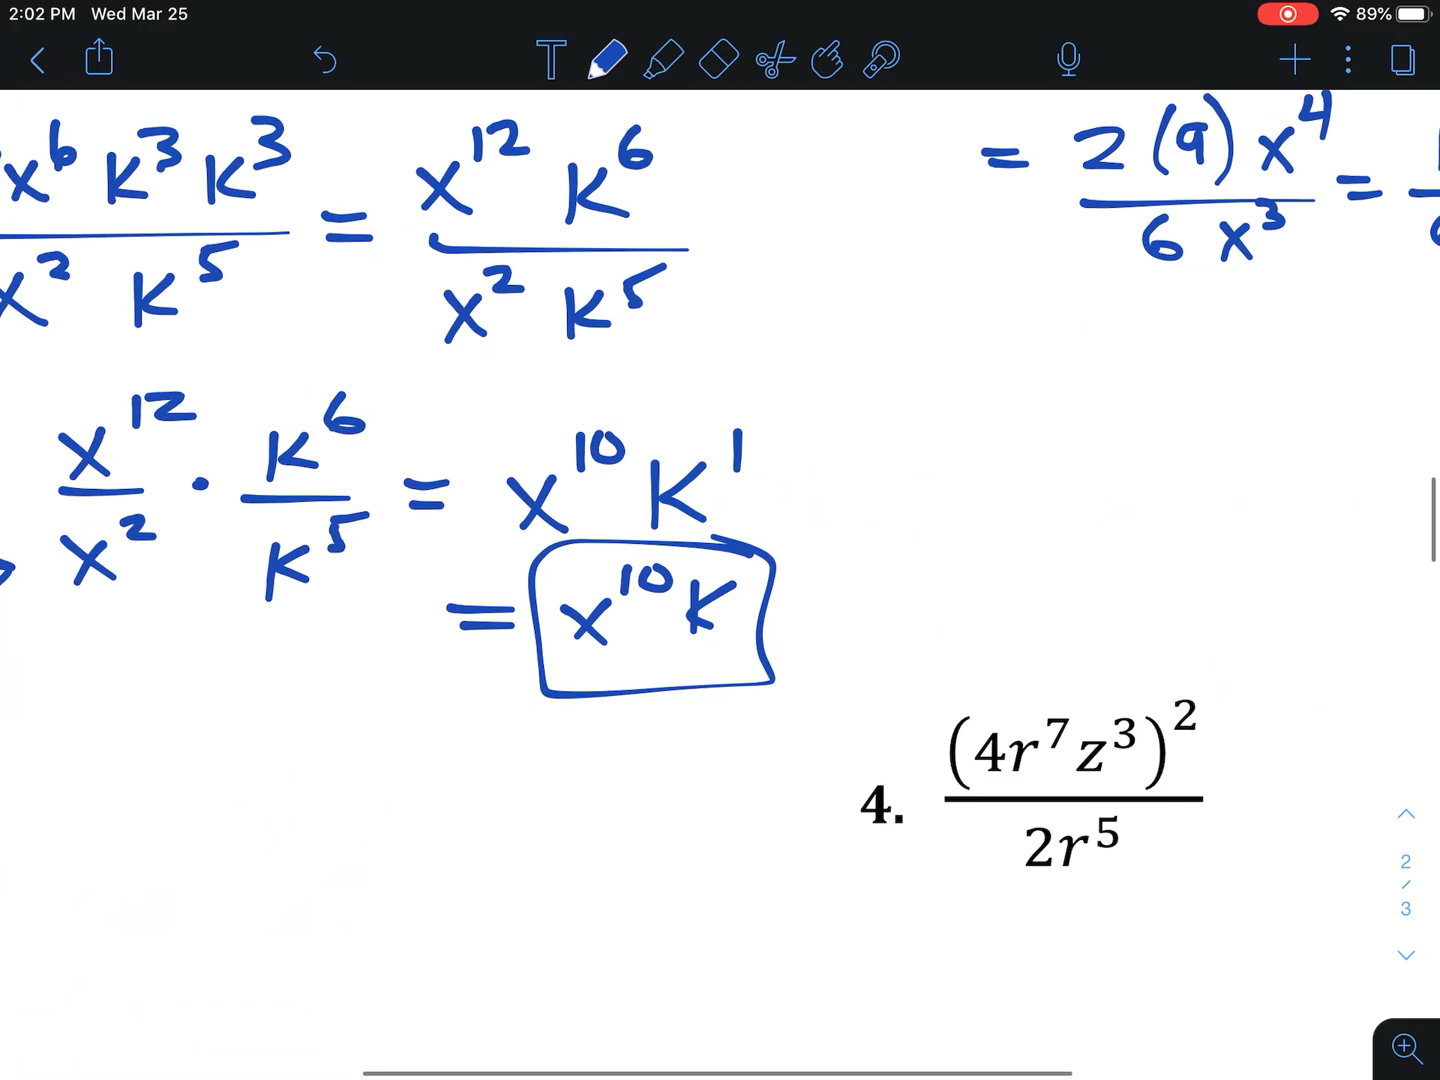 2:02 PM Wed Mar 25 89%
x⁶ K³ K³ / x² K⁵ = x¹² K⁶ / x² K⁵
= 2 (9) x⁴ / 6 x³ =
x¹² / x² · K⁶ / K⁵ = x¹⁰ K¹
= x¹⁰ K
4. (4r⁷z³)² / 2r⁵
2
/
3